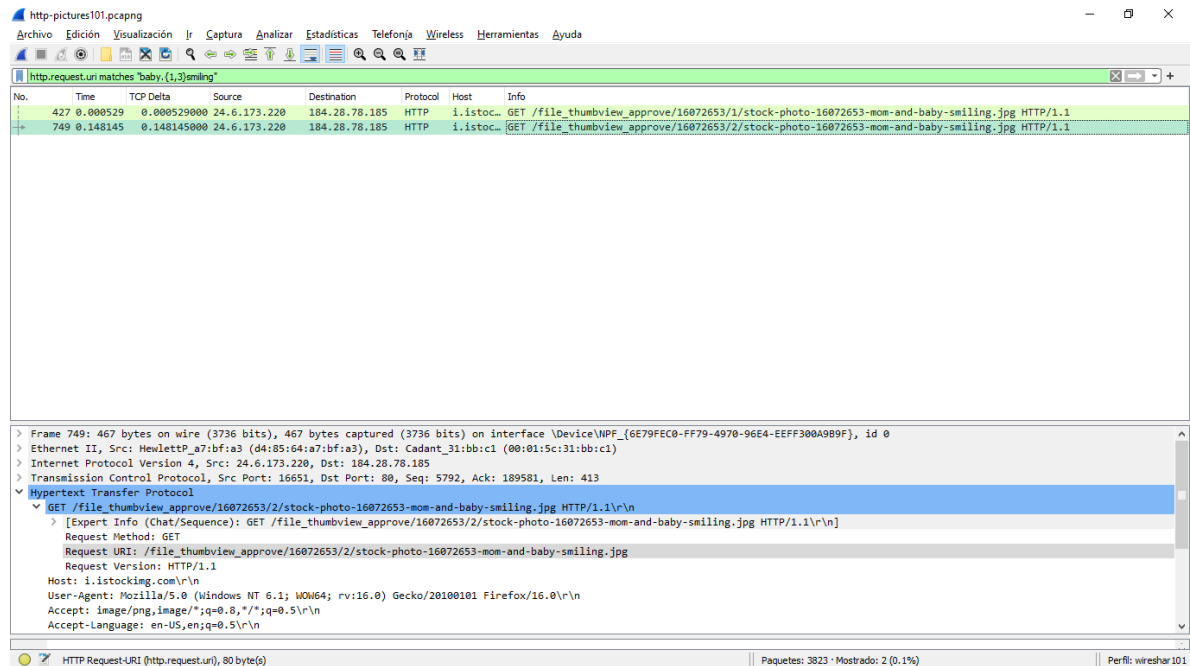 http-pictures101.pcapng
Archivo Edición Visualización Ir Captura Analizar Estadísticas Telefonía Wireless Herramientas Ayuda
http.request.uri matches "baby.{1,3}smiling"
No. Time TCP Delta Source Destination Protocol Host Info
427 0.000529 0.000529000 24.6.173.220 184.28.78.185 HTTP i.istoc… GET /file_thumbview_approve/16072653/1/stock-photo-16072653-mom-and-baby-smiling.jpg HTTP/1.1
749 0.148145 0.148145000 24.6.173.220 184.28.78.185 HTTP i.istoc… GET /file_thumbview_approve/16072653/2/stock-photo-16072653-mom-and-baby-smiling.jpg HTTP/1.1
Frame 749: 467 bytes on wire (3736 bits), 467 bytes captured (3736 bits) on interface \Device\NPF_{6E79FEC0-FF79-4970-96E4-EEFF300A9B9F}, id 0
Ethernet II, Src: HewlettP_a7:bf:a3 (d4:85:64:a7:bf:a3), Dst: Cadant_31:bb:c1 (00:01:5c:31:bb:c1)
Internet Protocol Version 4, Src: 24.6.173.220, Dst: 184.28.78.185
Transmission Control Protocol, Src Port: 16651, Dst Port: 80, Seq: 5792, Ack: 189581, Len: 413
Hypertext Transfer Protocol
GET /file_thumbview_approve/16072653/2/stock-photo-16072653-mom-and-baby-smiling.jpg HTTP/1.1\r\n
[Expert Info (Chat/Sequence): GET /file_thumbview_approve/16072653/2/stock-photo-16072653-mom-and-baby-smiling.jpg HTTP/1.1\r\n]
Request Method: GET
Request URI: /file_thumbview_approve/16072653/2/stock-photo-16072653-mom-and-baby-smiling.jpg
Request Version: HTTP/1.1
Host: i.istockimg.com\r\n
User-Agent: Mozilla/5.0 (Windows NT 6.1; WOW64; rv:16.0) Gecko/20100101 Firefox/16.0\r\n
Accept: image/png,image/*;q=0.8,*/*;q=0.5\r\n
Accept-Language: en-US,en;q=0.5\r\n
HTTP Request-URI (http.request.uri), 80 byte(s) Paquetes: 3823 · Mostrado: 2 (0.1%) Perfil: wireshar101